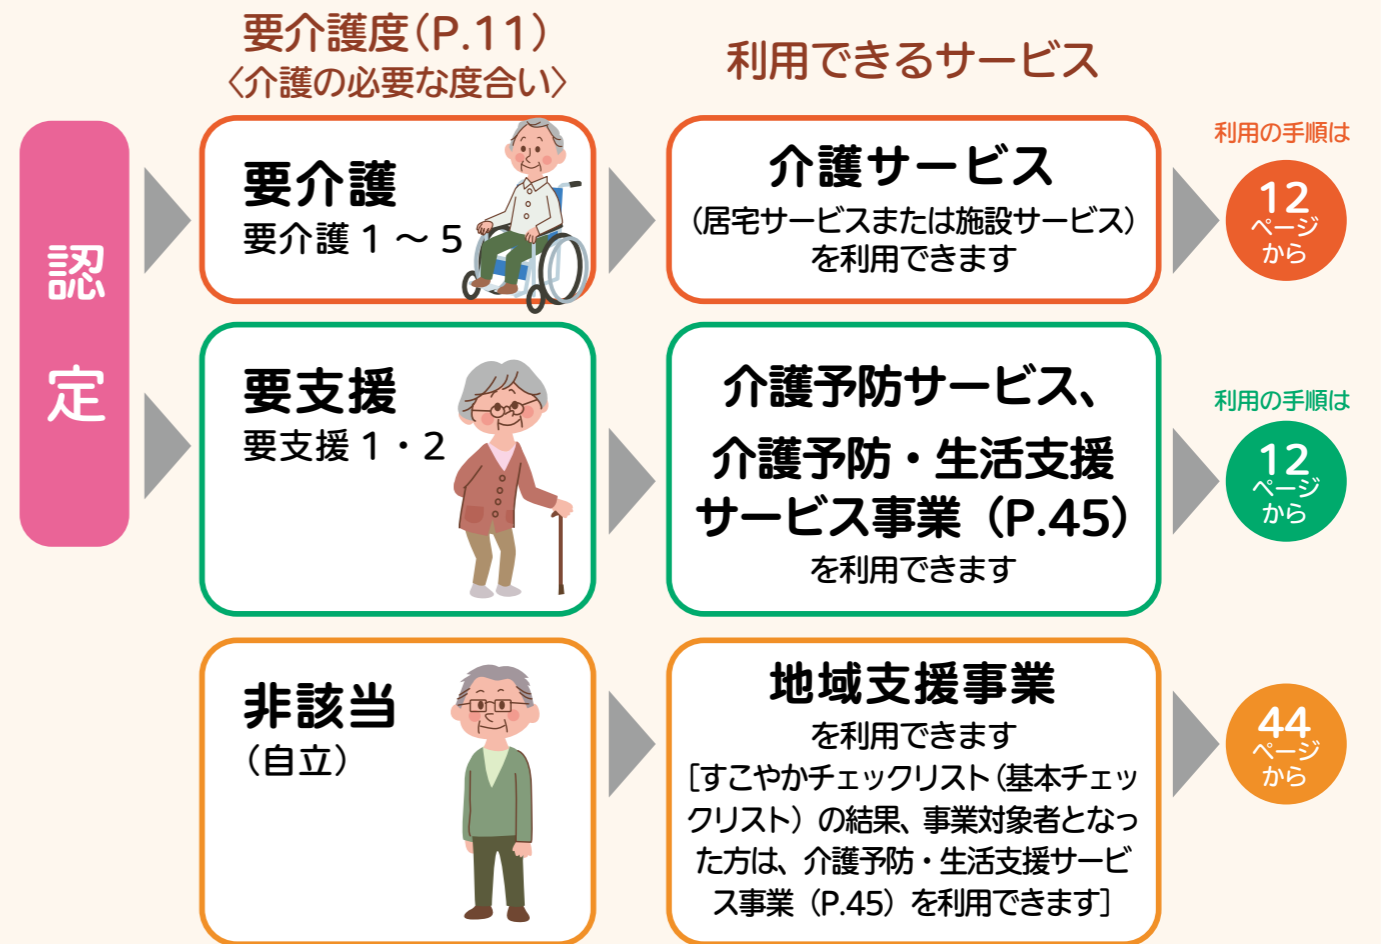 要介護度(P.11)
〈介護の必要な度合い〉
利用できるサービス
認定
要介護
要介護1～5
介護サービス
（居宅サービスまたは施設サービス）
を利用できます
利用の手順は
12
ページ
から
要支援
要支援1・2
介護予防サービス、
介護予防・生活支援
サービス事業（P.45）
を利用できます
利用の手順は
12
ページ
から
非該当
（自立）
地域支援事業
を利用できます
［すこやかチェックリスト（基本チェッ
クリスト）の結果、事業対象者となっ
た方は、介護予防・生活支援サービ
ス事業（P.45）を利用できます］
44
ページ
から